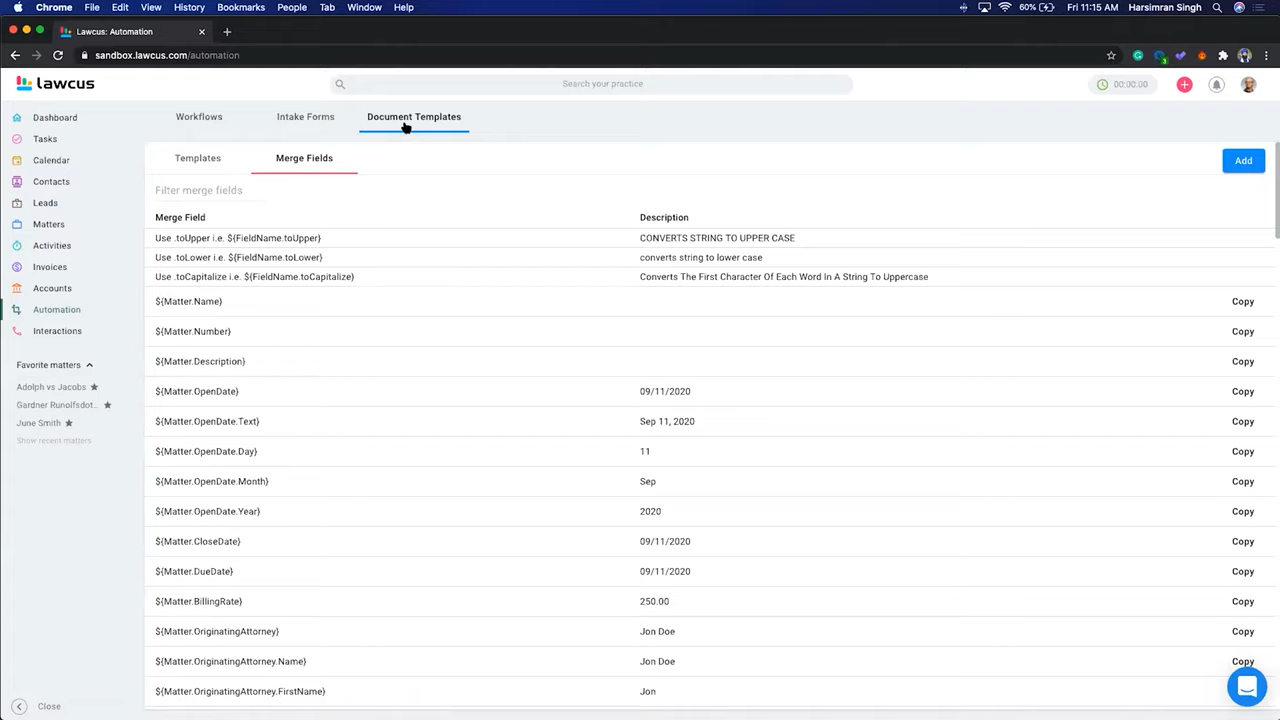 Chrome File Edit View History Bookmarks People Tab Window Help 60% Fri 11:15 AM Harsimran Singh
Lawcus: Automation
sandbox.lawcus.com/automation
lawcus Search your practice 00:00:00
Dashboard
Tasks
Calendar
Contacts
Leads
Matters
Activities
Invoices
Accounts
Automation
Interactions
Favorite matters
Adolph vs Jacobs
Gardner Runolfsdot...
June Smith
Show recent matters
Close
Workflows Intake Forms Document Templates
Templates Merge Fields Add
Filter merge fields
Merge Field Description
Use .toUpper i.e. ${FieldName.toUpper} CONVERTS STRING TO UPPER CASE
Use .toLower i.e. ${FieldName.toLower} converts string to lower case
Use .toCapitalize i.e. ${FieldName.toCapitalize} Converts The First Character Of Each Word In A String To Uppercase
${Matter.Name} Copy
${Matter.Number} Copy
${Matter.Description} Copy
${Matter.OpenDate} 09/11/2020 Copy
${Matter.OpenDate.Text} Sep 11, 2020 Copy
${Matter.OpenDate.Day} 11 Copy
${Matter.OpenDate.Month} Sep Copy
${Matter.OpenDate.Year} 2020 Copy
${Matter.CloseDate} 09/11/2020 Copy
${Matter.DueDate} 09/11/2020 Copy
${Matter.BillingRate} 250.00 Copy
${Matter.OriginatingAttorney} Jon Doe Copy
${Matter.OriginatingAttorney.Name} Jon Doe Copy
${Matter.OriginatingAttorney.FirstName} Jon